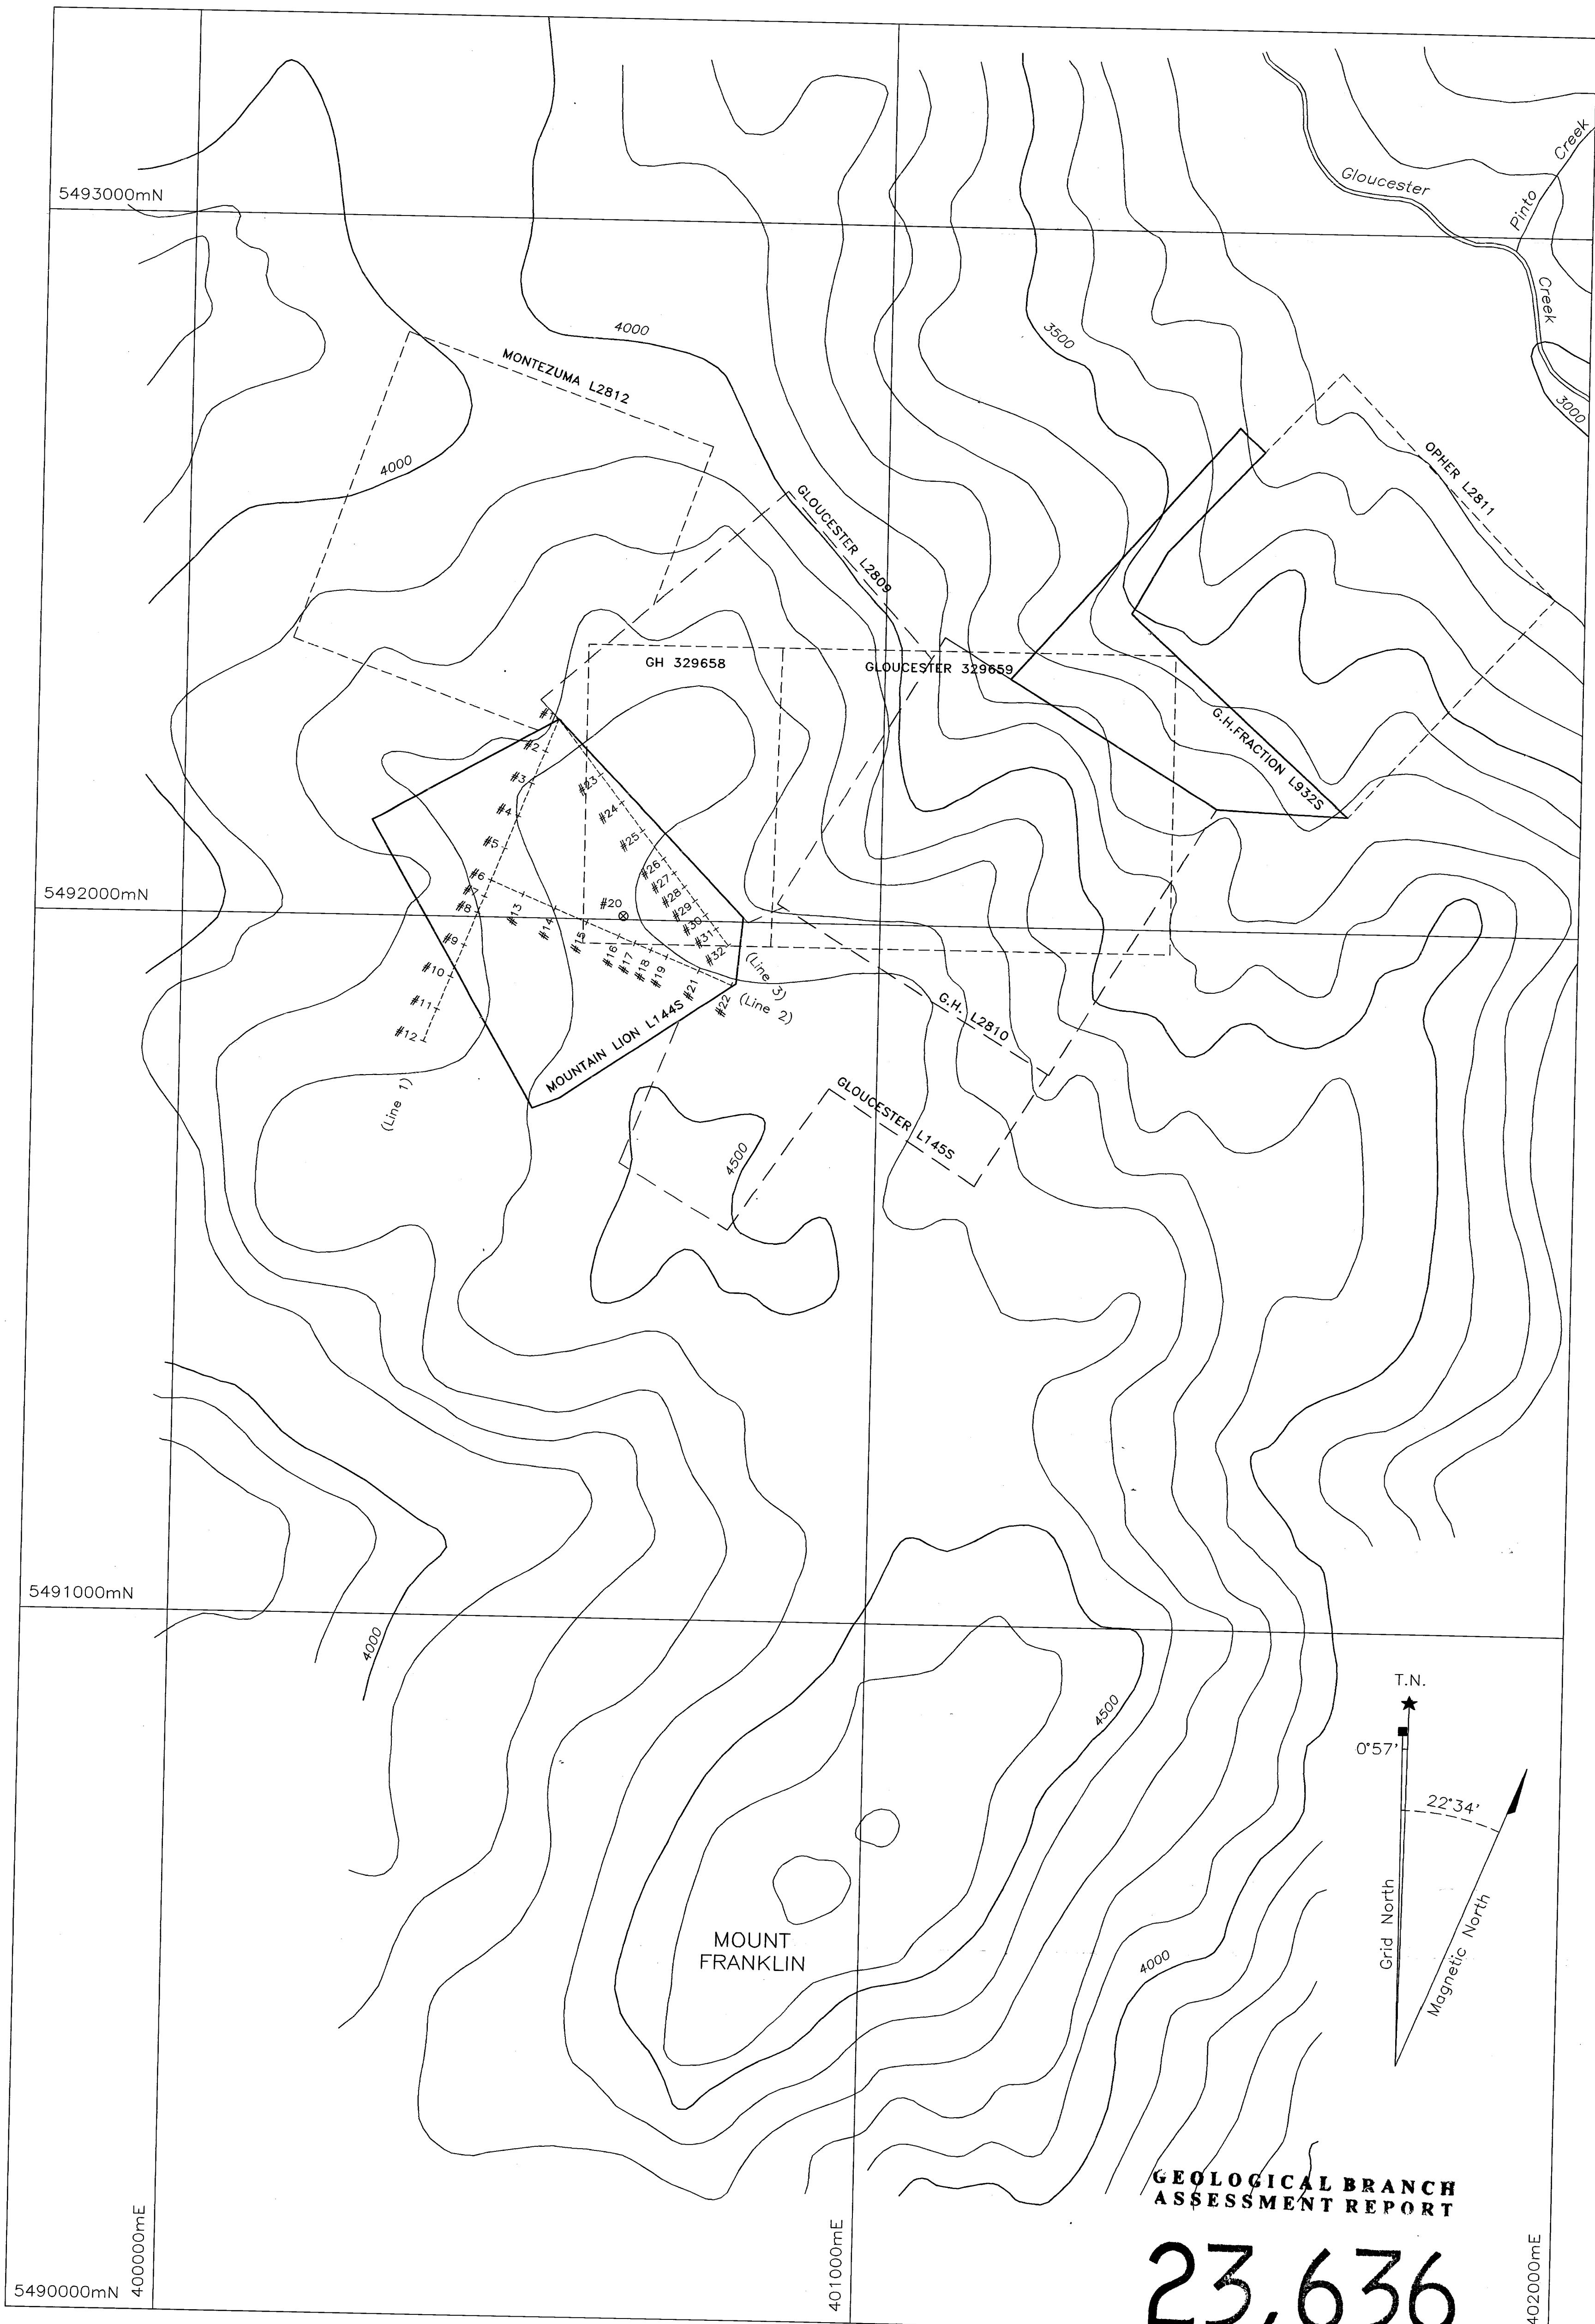 5493000mN
Gloucester
Creek
Pinto
Creek
4000
3500
3000
MONTEZUMA L2812
4000
GLOUCESTER L2809
OPHER L2811
GH 329658
GLOUCESTER 329659
G.H.FRACTION L932S
#1
#2
#3
#4
#5
#6
#7
#8
#9
#10
#11
#12
(Line 1)
#13
#14
#15
#16
#17
#18
#19
#20
#21
#22
(Line 2)
#23
#24
#25
#26
#27
#28
#29
#30
#31
#32
(Line 3)
5492000mN
MOUNTAIN LION L144S
G.H. L2810
GLOUCESTER L145S
4500
5491000mN
4000
4500
T.N.
0°57'
22°34'
Grid North
Magnetic North
MOUNT
FRANKLIN
4000
GEOLOGICAL BRANCH
ASSESSMENT REPORT
23,636
5490000mN
400000mE
401000mE
402000mE